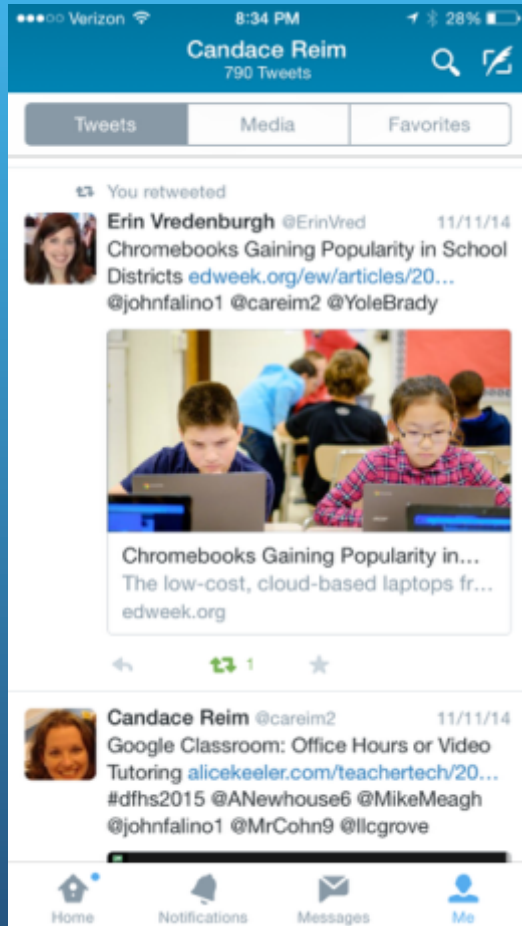 Verizon 8:34 PM 28%
Candace Reim
790 Tweets
Tweets Media Favorites
You retweeted
Erin Vredenburgh @ErinVred 11/11/14
Chromebooks Gaining Popularity in School
Districts edweek.org/ew/articles/20...
@johnfalino1 @careim2 @YoleBrady
Chromebooks Gaining Popularity in...
The low-cost, cloud-based laptops fr...
edweek.org
1
Candace Reim @careim2 11/11/14
Google Classroom: Office Hours or Video
Tutoring alicekeeler.com/teachertech/20...
#dfhs2015 @ANewhouse6 @MikeMeagh
@johnfalino1 @MrCohn9 @llcgrove
Home Notifications Messages Me